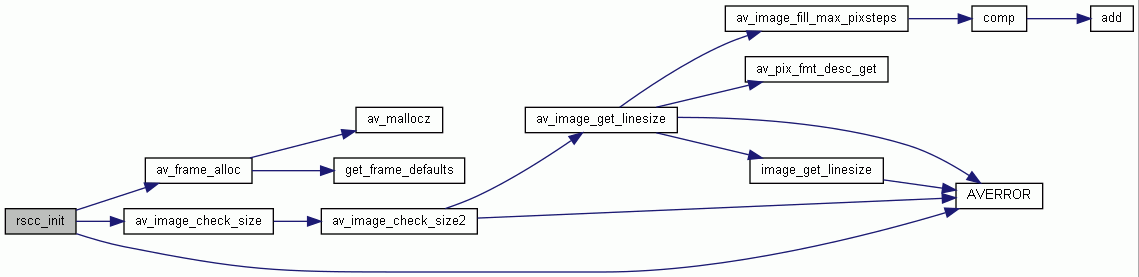 av_image_fill_max_pixsteps
comp
add
av_pix_fmt_desc_get
av_mallocz
av_image_get_linesize
av_frame_alloc
get_frame_defaults
image_get_linesize
AVERROR
rscc_init
av_image_check_size
av_image_check_size2